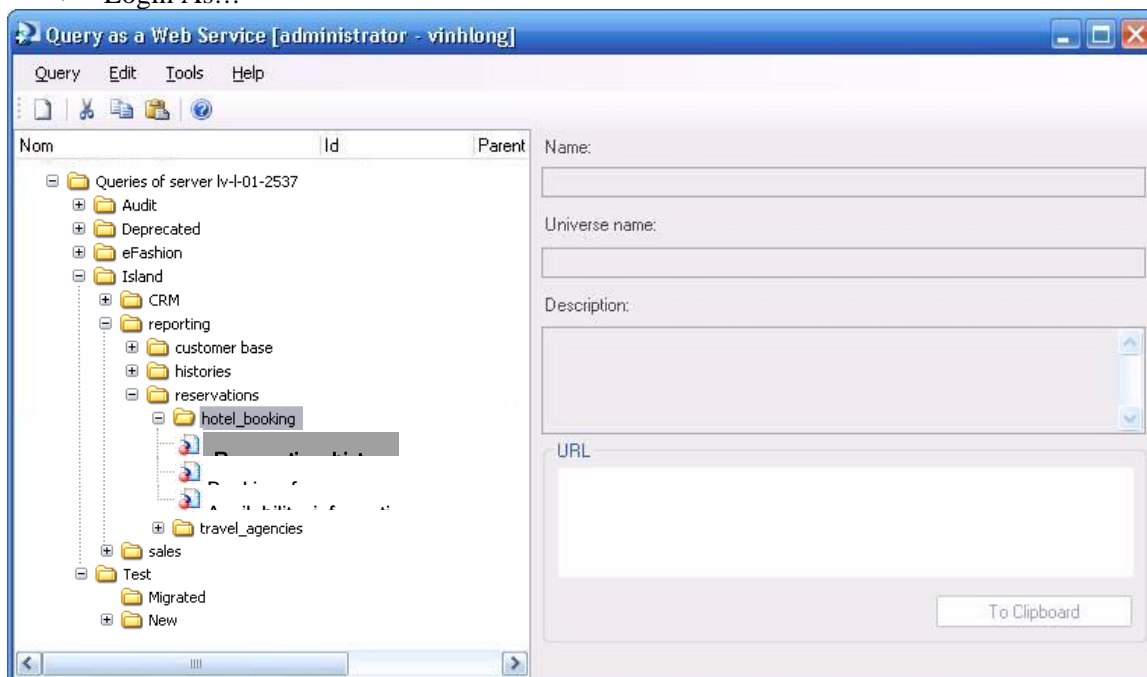 Login As...
Query as a Web Service [administrator - vinhlong]
Query Edit Tools Help
Nom Id Parent
Queries of server lv-l-01-2537
Audit
Deprecated
eFashion
Island
CRM
reporting
customer base
histories
reservations
hotel_booking
travel_agencies
sales
Test
Migrated
New
Name:
Universe name:
Description:
URL
To Clipboard